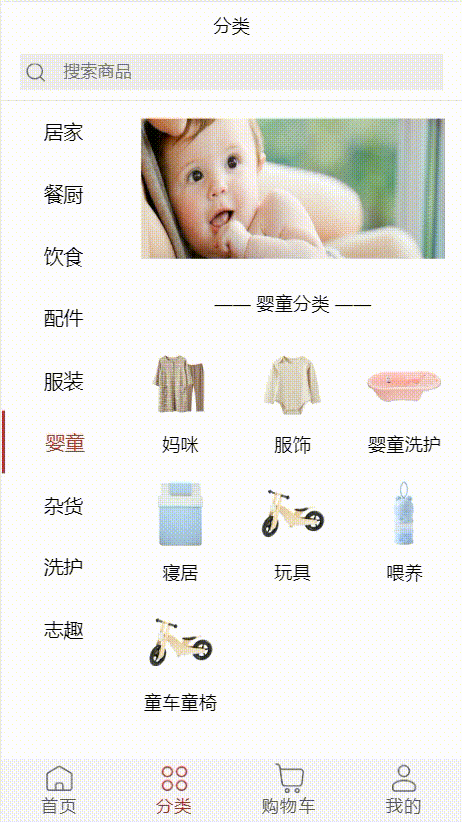 分类
搜索商品
居家
餐厨
饮食
配件
服装
婴童
杂货
洗护
志趣
—— 婴童分类 ——
妈咪 服饰 婴童洗护
寝居 玩具 喂养
童车童椅
首页 分类 购物车 我的